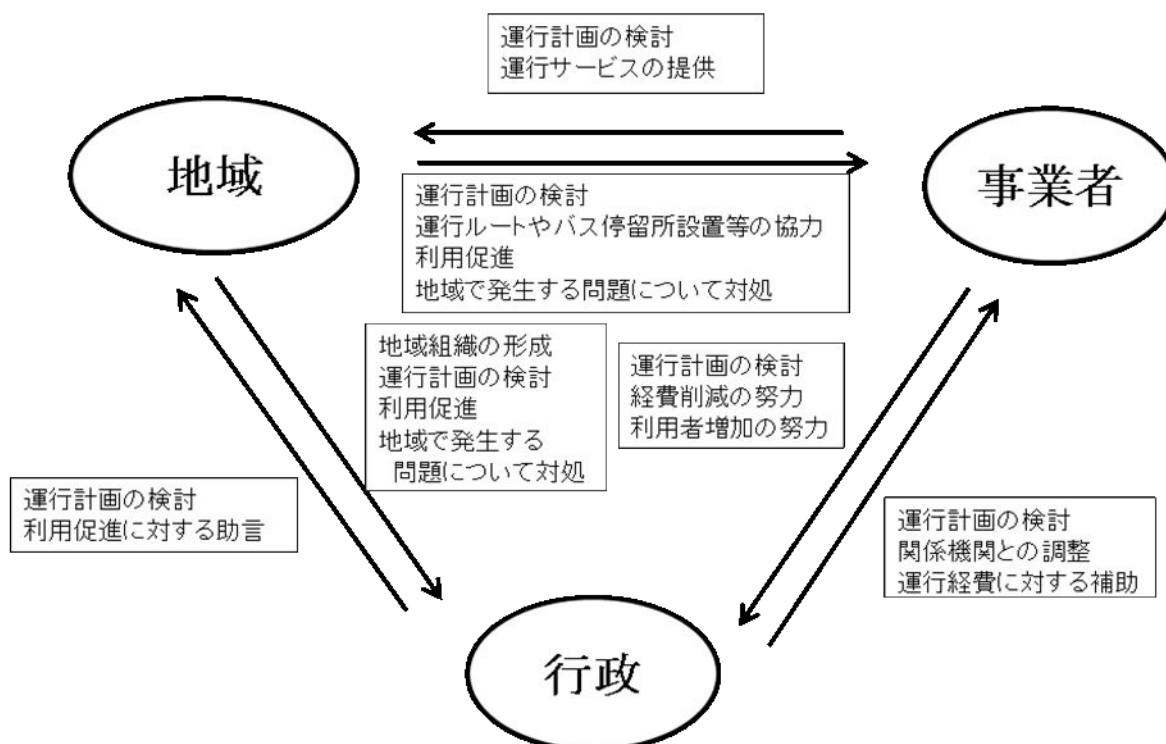 運行計画の検討
運行サービスの提供
地域
事業者
運行計画の検討
運行ルートやバス停留所設置等の協力
利用促進
地域で発生する問題について対処
地域組織の形成
運行計画の検討
利用促進
地域で発生する
問題について対処
運行計画の検討
経費削減の努力
利用者増加の努力
運行計画の検討
利用促進に対する助言
運行計画の検討
関係機関との調整
運行経費に対する補助
行政